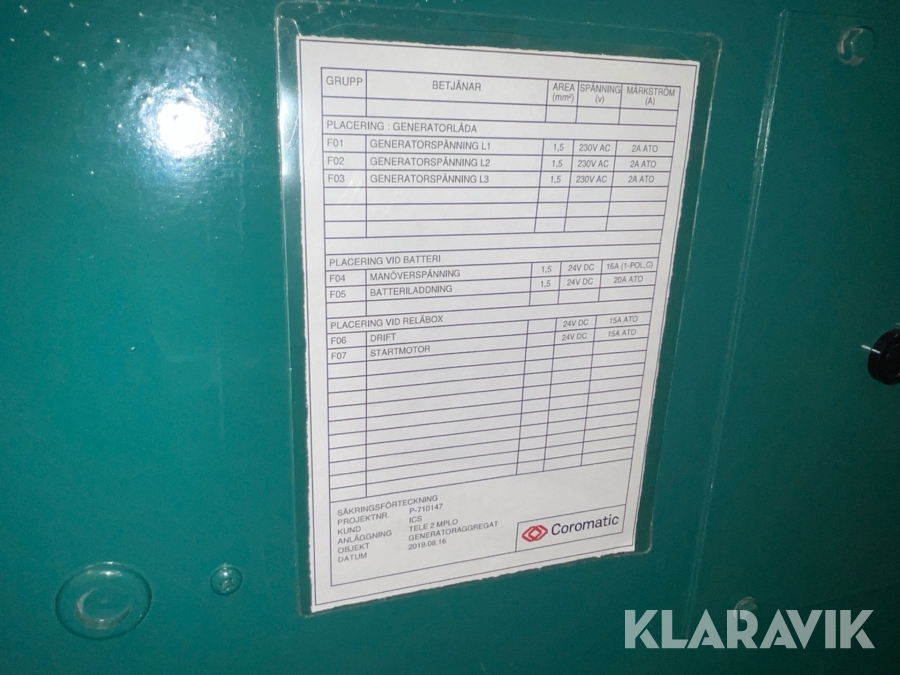 GRUPP BETJÄNAR AREA (mm²) SPÄNNING (v) MÄRKSTRÖM (A)
PLACERING : GENERATORLÅDA
F01 GENERATORSPÄNNING L1 1,5 230V AC 2A ATO
F02 GENERATORSPÄNNING L2 1,5 230V AC 2A ATO
F03 GENERATORSPÄNNING L3 1,5 230V AC 2A ATO
PLACERING VID BATTERI
F04 MANÖVERSPÄNNING 1,5 24V DC 16A (1-POL,C)
F05 BATTERILADDNING 1,5 24V DC 20A ATO
PLACERING VID RELÄBOX
F06 DRIFT 24V DC 15A ATO
F07 STARTMOTOR 24V DC 15A ATO
SÄKRINGSFÖRTECKNING
PROJEKTNR. P-710147
KUND ICS
ANLÄGGNING TELE 2 MPLO
OBJEKT GENERATORAGGREGAT
DATUM 2019.08.16
Coromatic
KLARAVIK